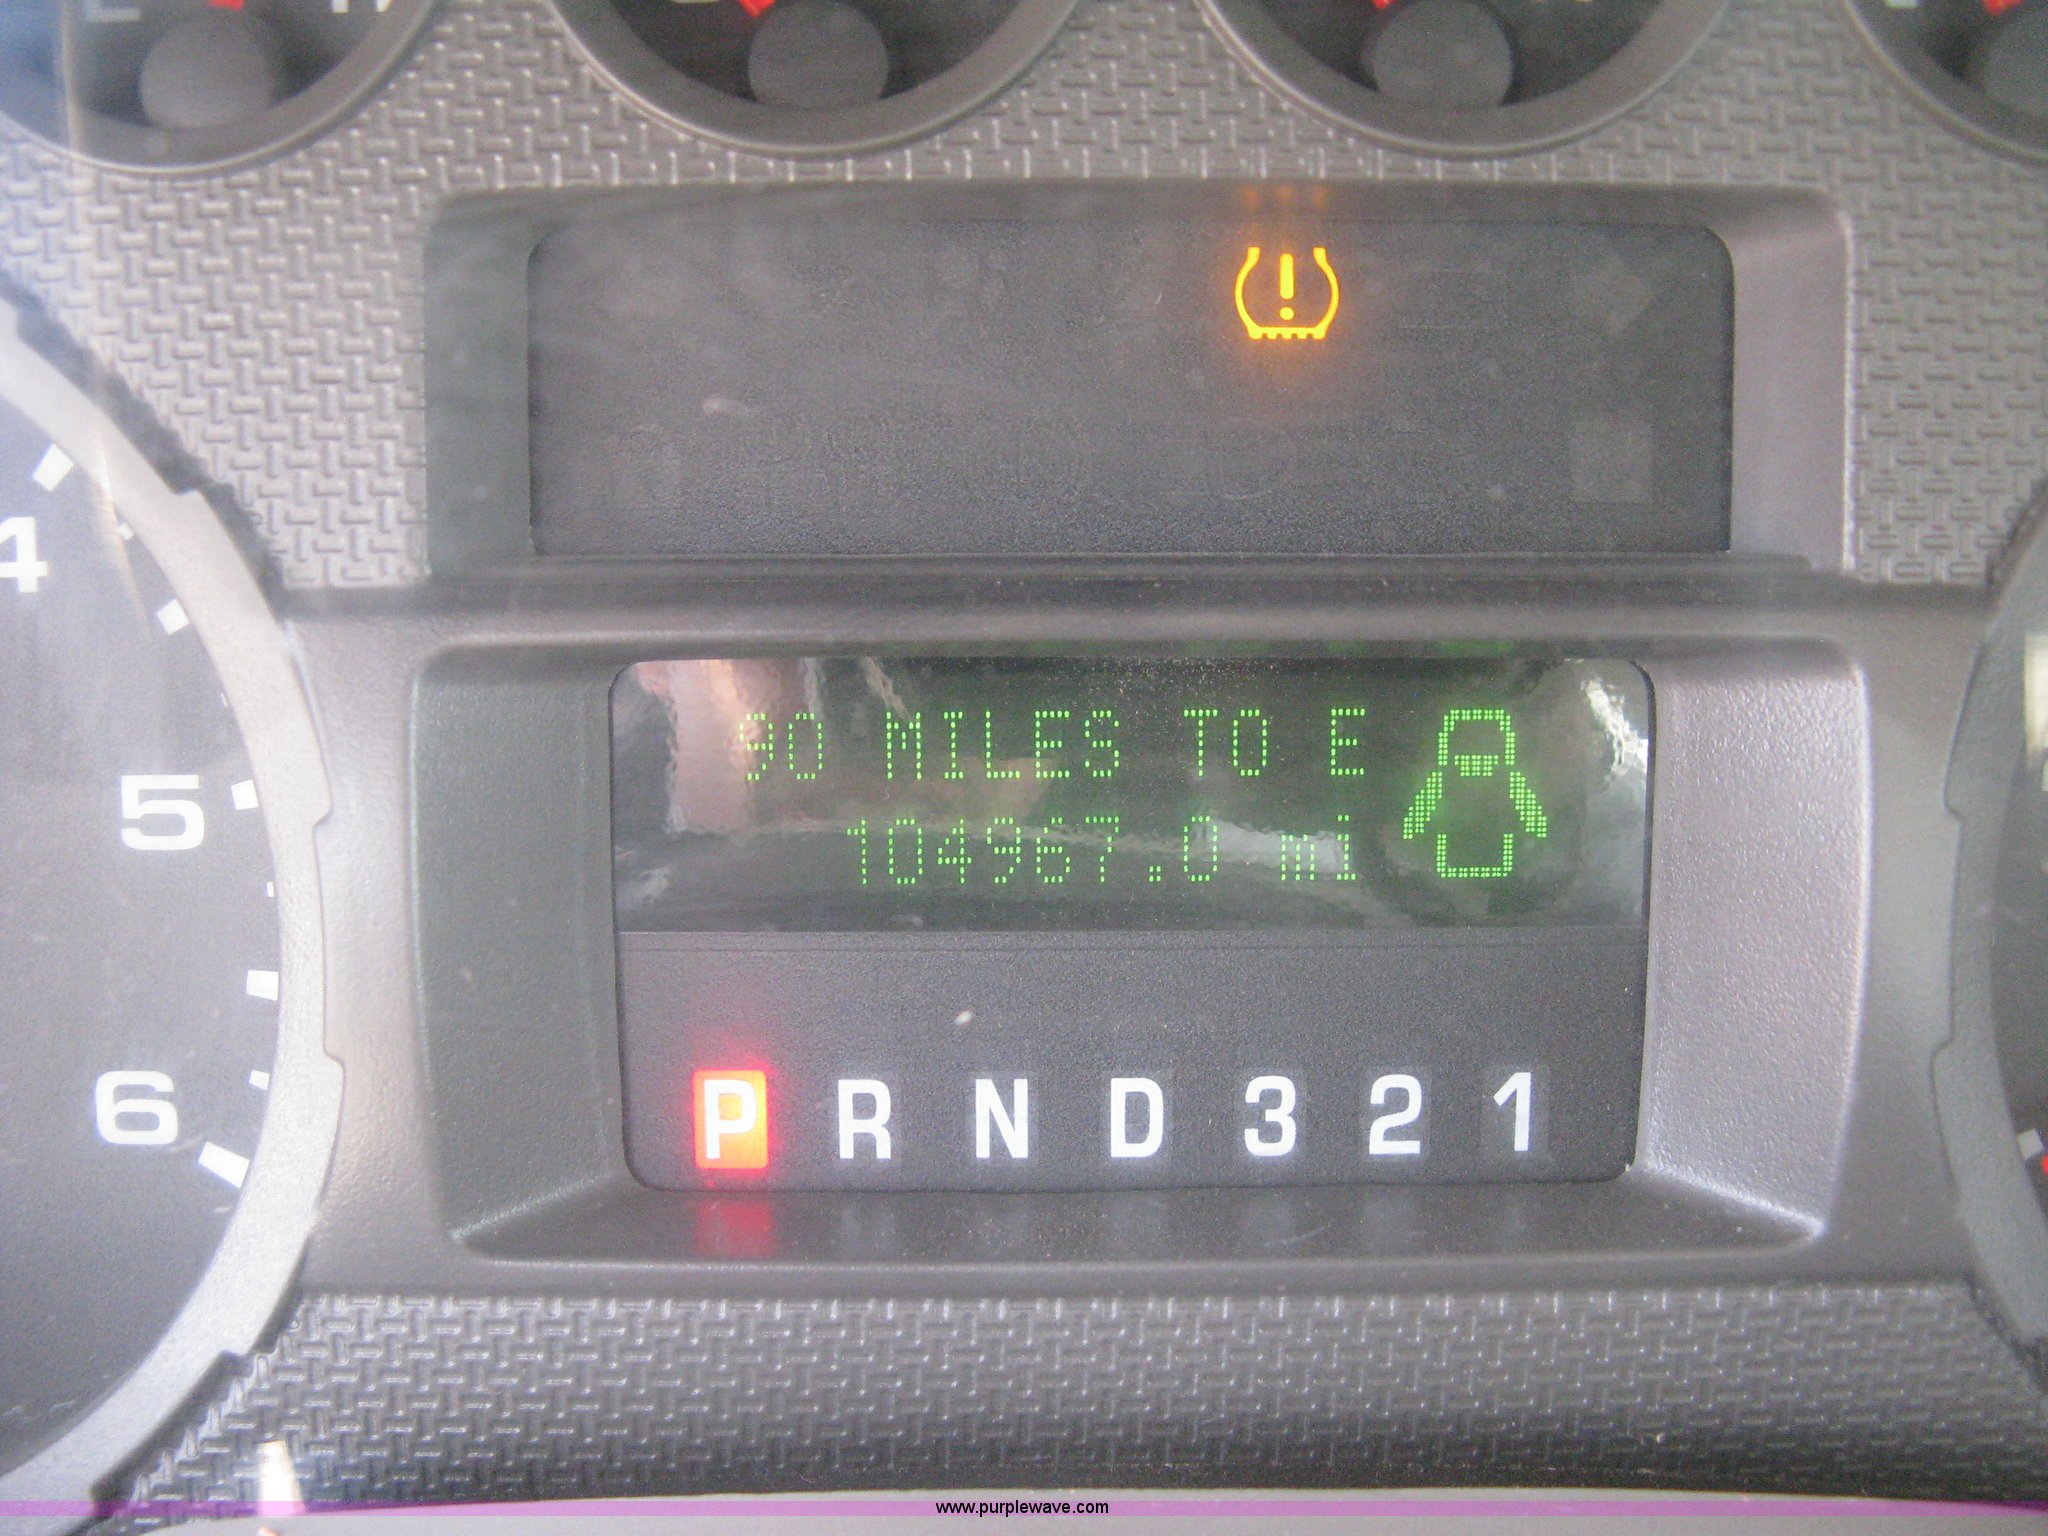 4
90 MILES TO E
104967.0 mi
5
P R N D 3 2 1
6
www.purplewave.com